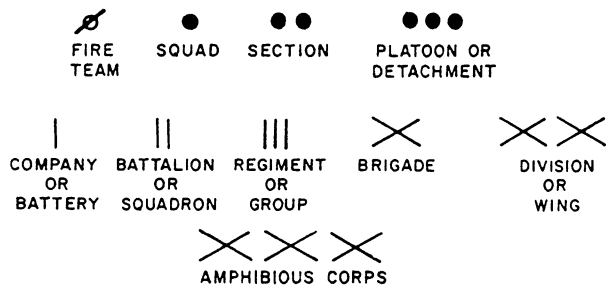 FIRE TEAM
SQUAD
SECTION
PLATOON OR DETACHMENT
COMPANY OR BATTERY
BATTALION OR SQUADRON
REGIMENT OR GROUP
BRIGADE
DIVISION OR WING
AMPHIBIOUS CORPS